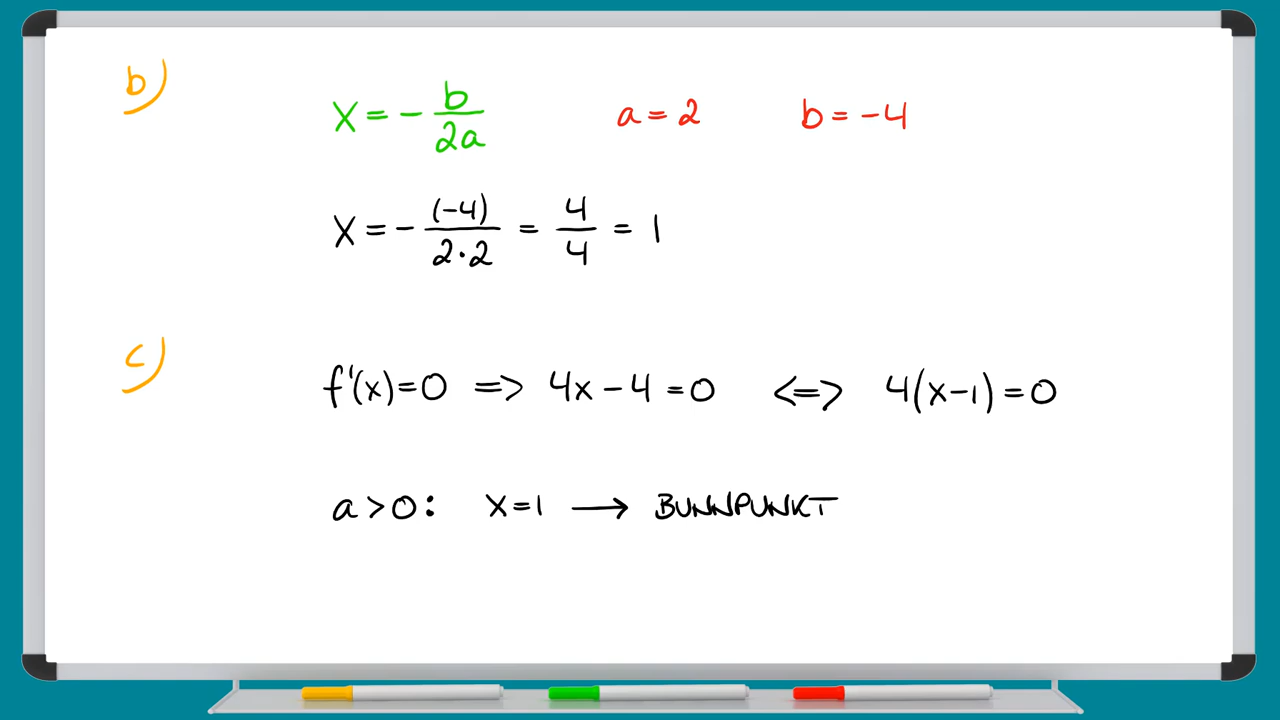 b)
x = - b/2a   a = 2   b = -4
x = - (-4)/2·2 = 4/4 = 1
c)
f'(x) = 0 => 4x - 4 = 0 <=> 4(x-1) = 0
a > 0: x = 1 → BUNNPUNKT